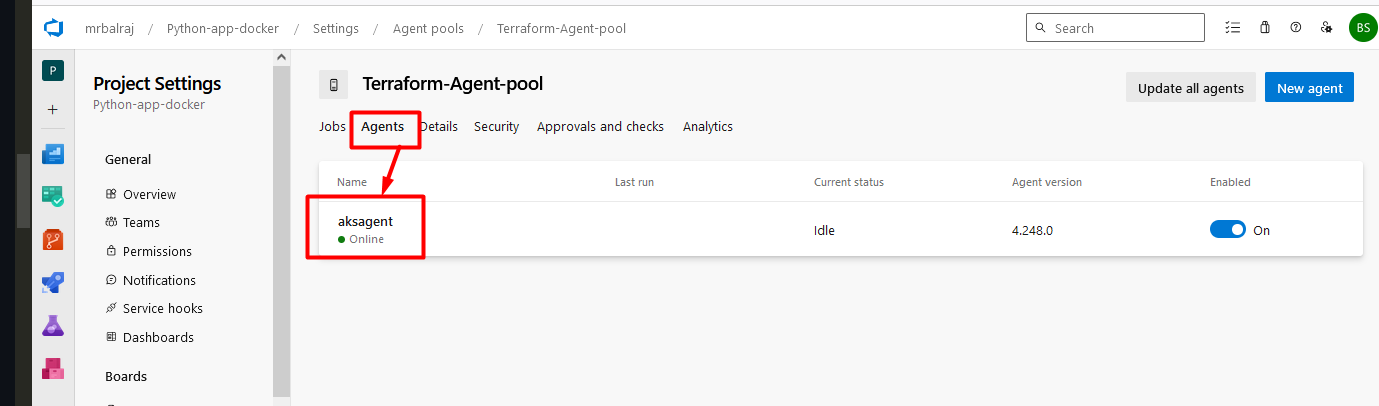 mrbalraj / Python-app-docker / Settings / Agent pools / Terraform-Agent-pool
Search
BS
P
Project Settings
Python-app-docker
General
Overview
Teams
Permissions
Notifications
Service hooks
Dashboards
Boards
Terraform-Agent-pool
Update all agents
New agent
Jobs Agents Details Security Approvals and checks Analytics
Name Last run Current status Agent version Enabled
aksagent Idle 4.248.0 On
Online